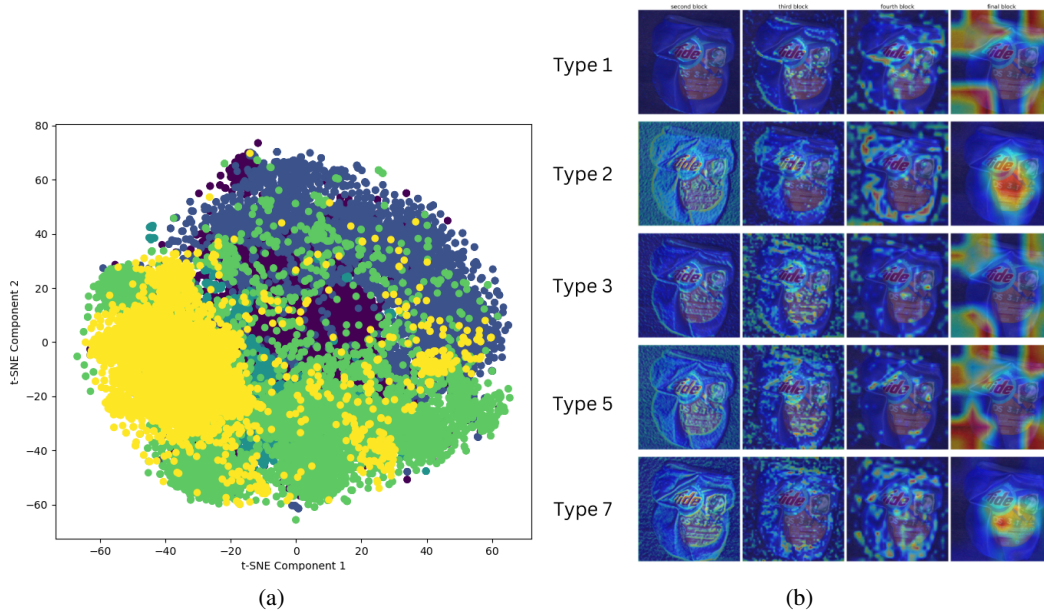 second block third block fourth block final block
Type 1
Type 2
Type 3
Type 5
Type 7
80
60
40
20
0
−20
−40
−60
t-SNE Component 2
−60 −40 −20 0 20 40 60
t-SNE Component 1
(a)
(b)